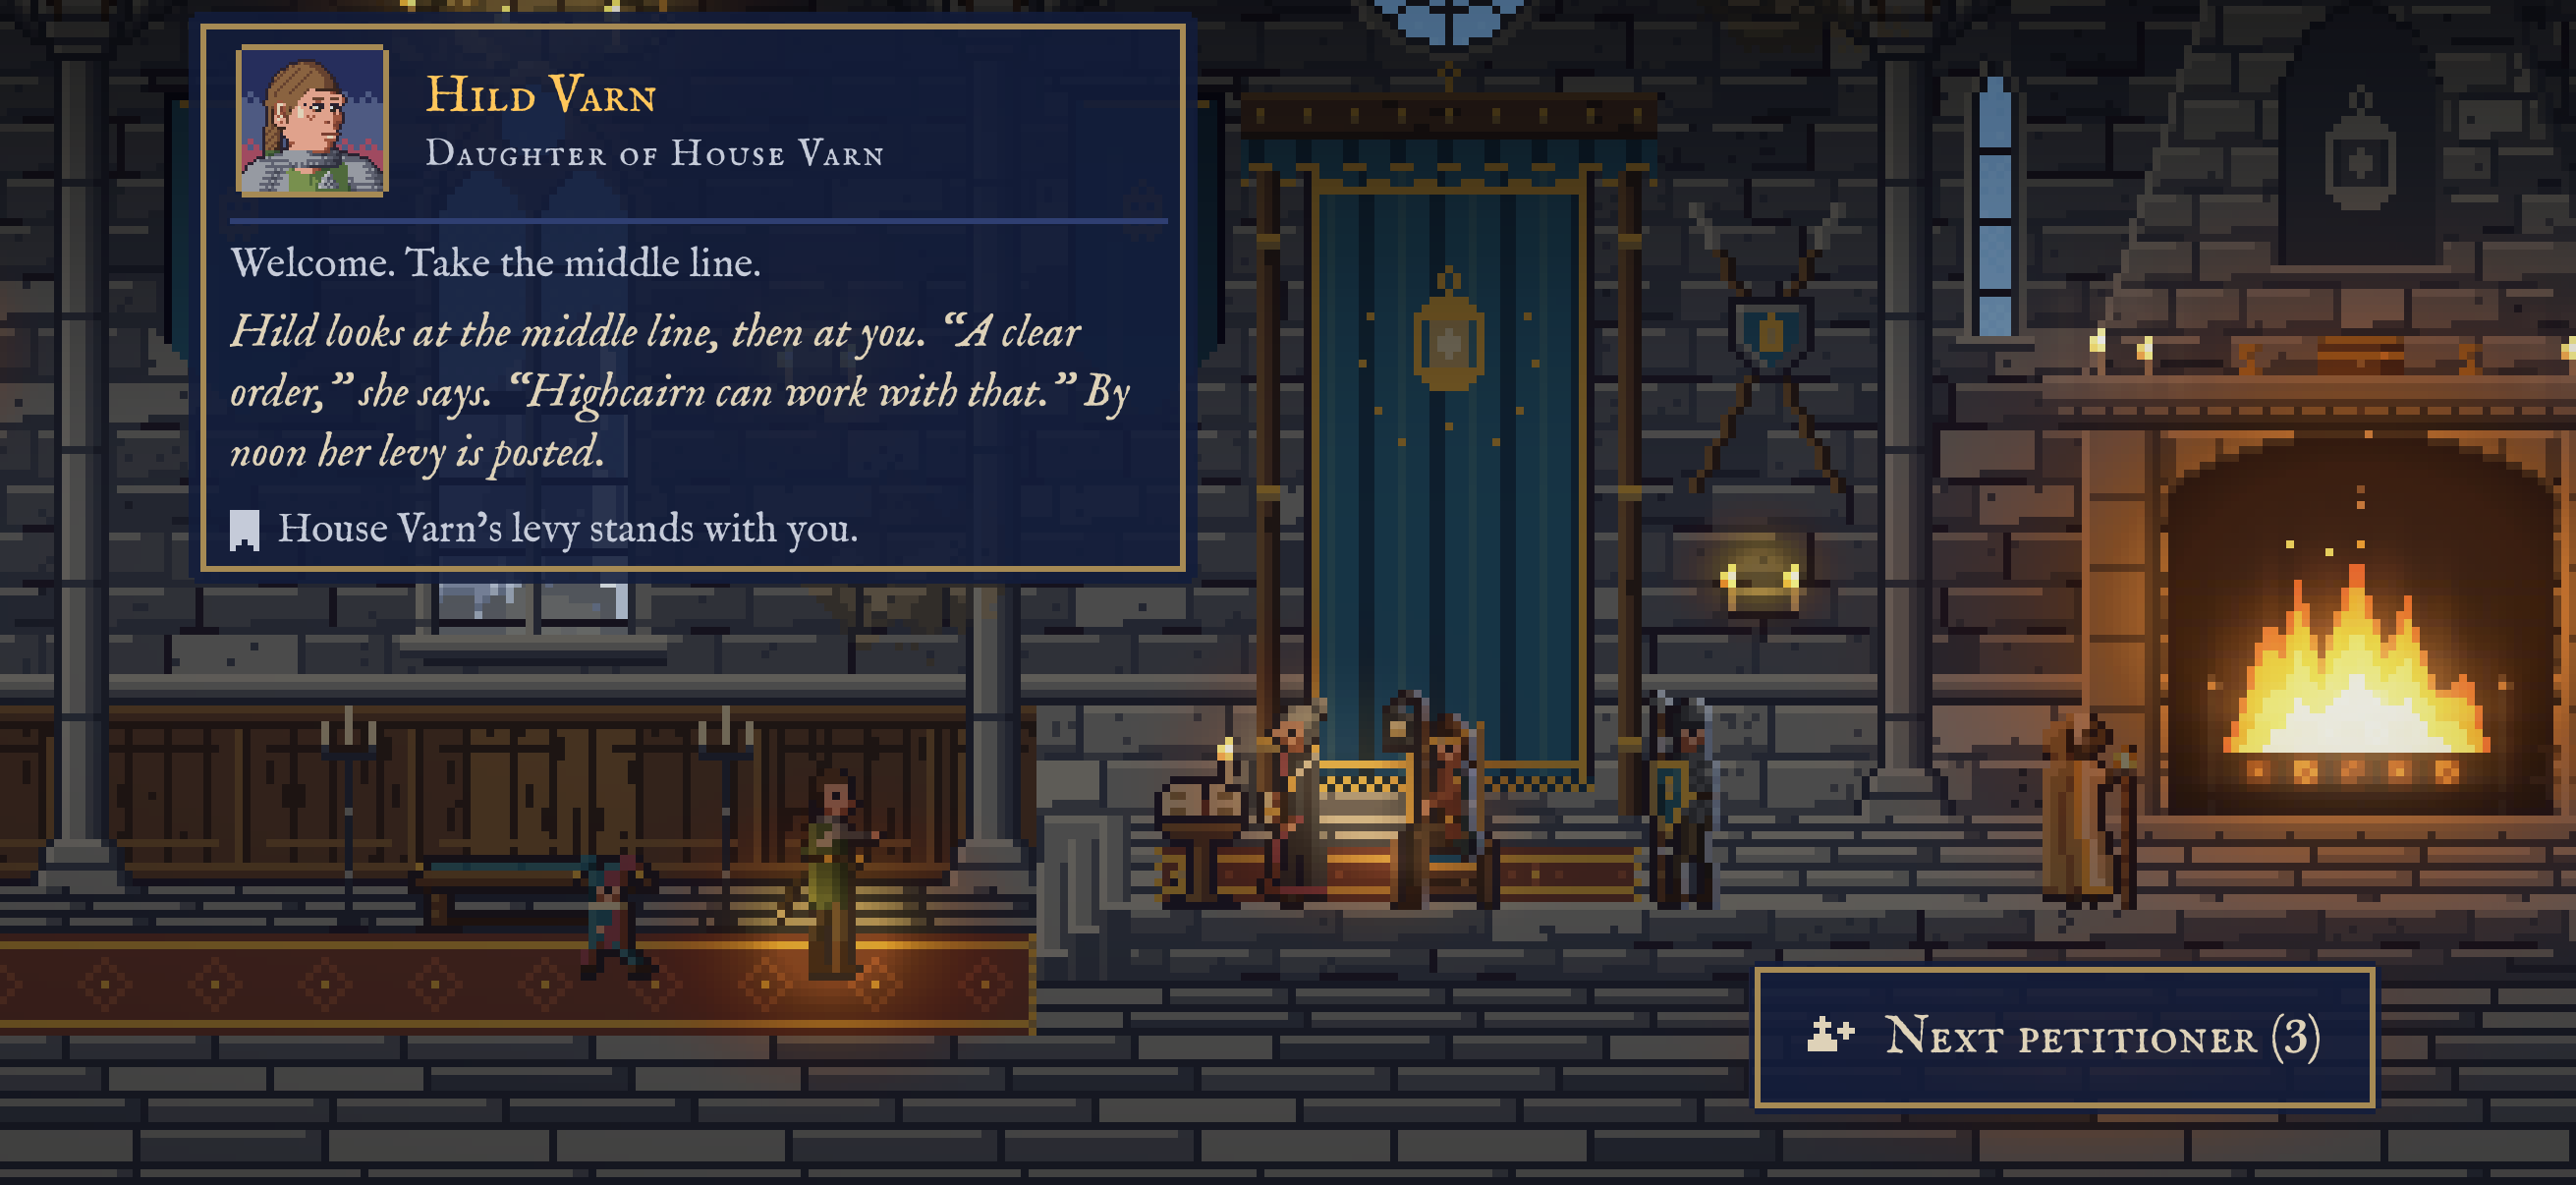 Hild Varn
Daughter of House Varn
Welcome. Take the middle line.
Hild looks at the middle line, then at you. “A clear
order,” she says. “Highcairn can work with that.” By
noon her levy is posted.
House Varn’s levy stands with you.
Next petitioner (3)